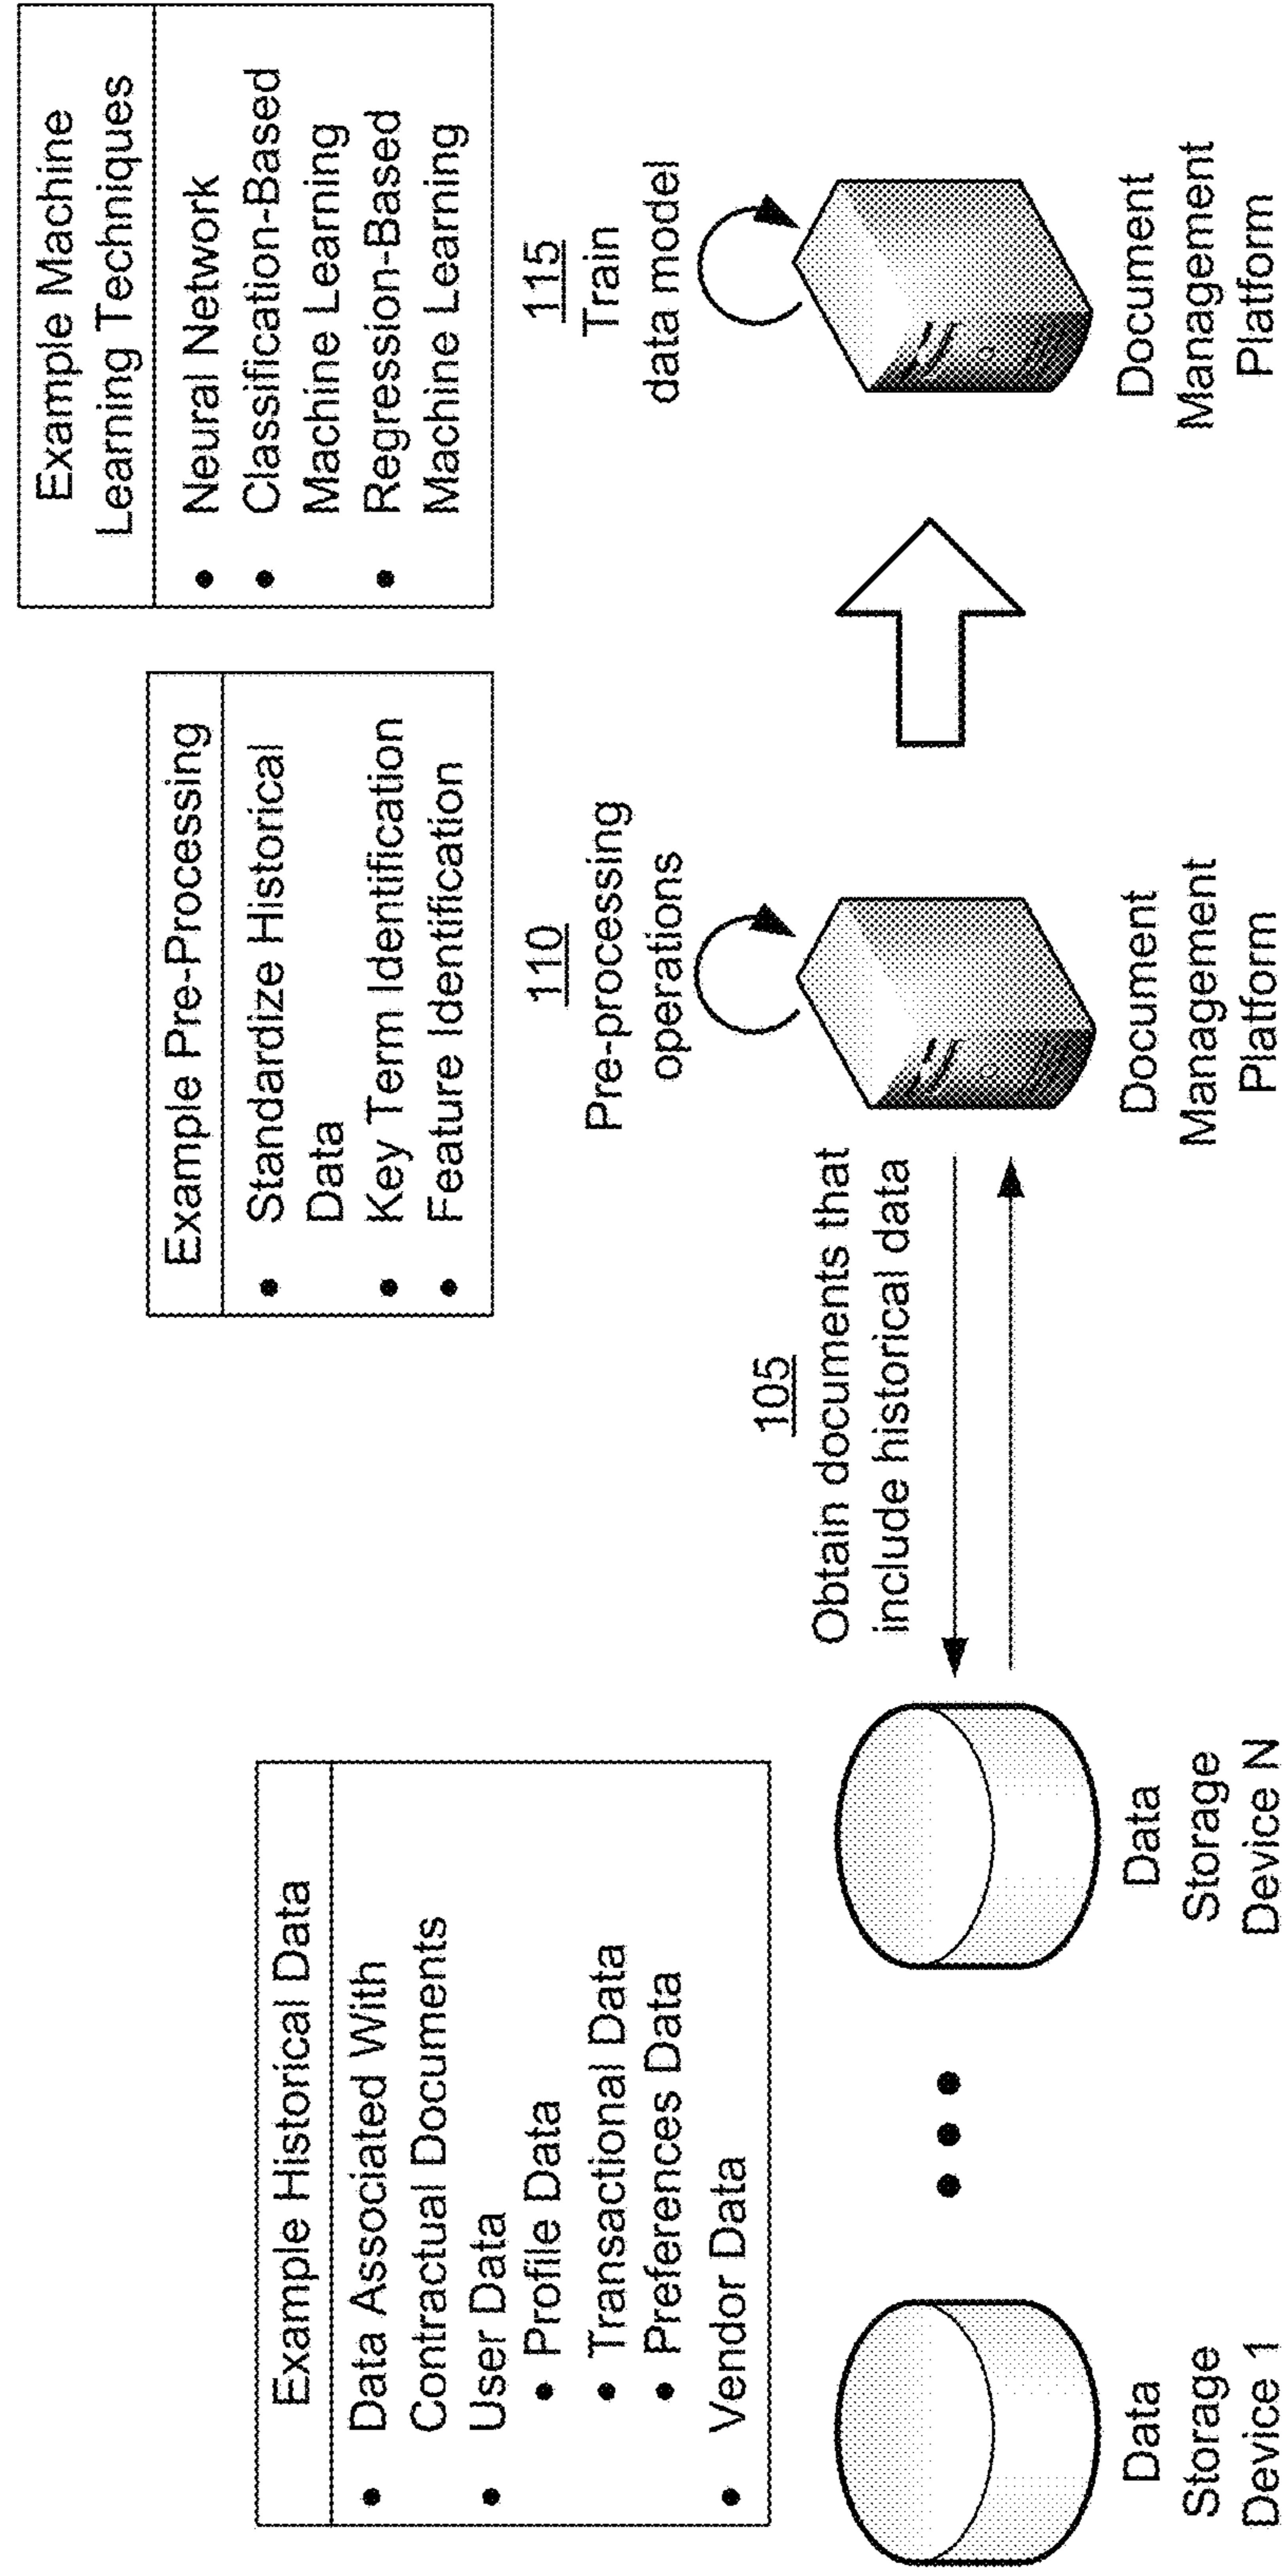 Example Historical Data
• Data Associated With
Contractual Documents
• User Data
• Profile Data
• Transactional Data
• Preferences Data
• Vendor Data
Example Pre-Processing
• Standardize Historical
Data
• Key Term Identification
• Feature Identification
Example Machine
Learning Techniques
• Neural Network
• Classification-Based
Machine Learning
• Regression-Based
Machine Learning
105
Obtain documents that
include historical data
110
Pre-processing
operations
115
Train
data model
Data
Storage
Device 1
Data
Storage
Device N
Document
Management
Platform
Document
Management
Platform